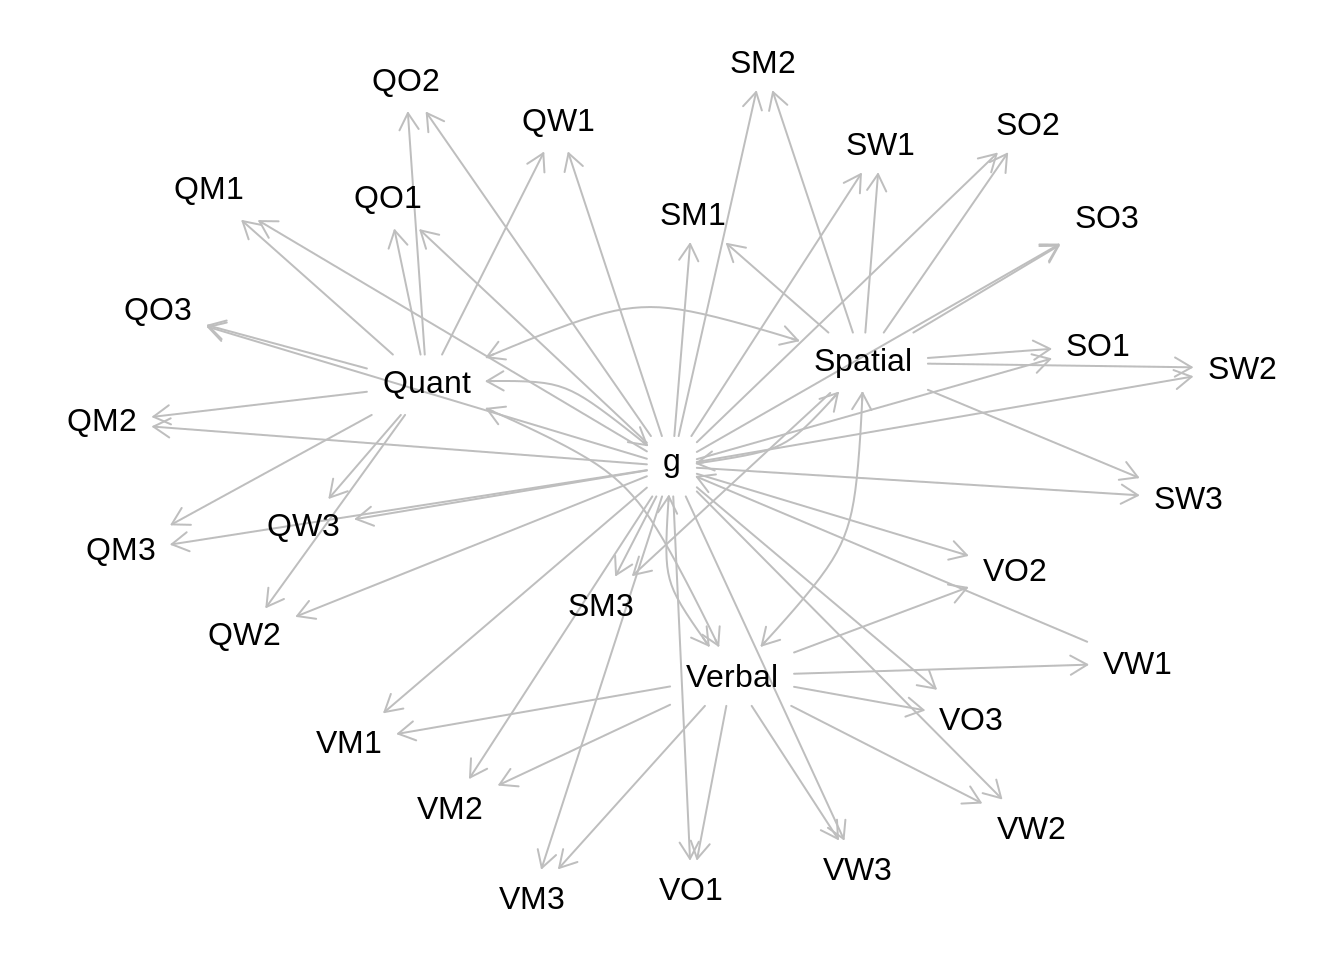 SM2
QO2
QW1
SO2
SW1
QM1
QO1
SM1
SO3
QO3
SO1
Spatial
SW2
Quant
QM2
g
SW3
QW3
QM3
VO2
SM3
QW2
VW1
Verbal
VO3
VM1
VM2
VW2
VW3
VO1
VM3